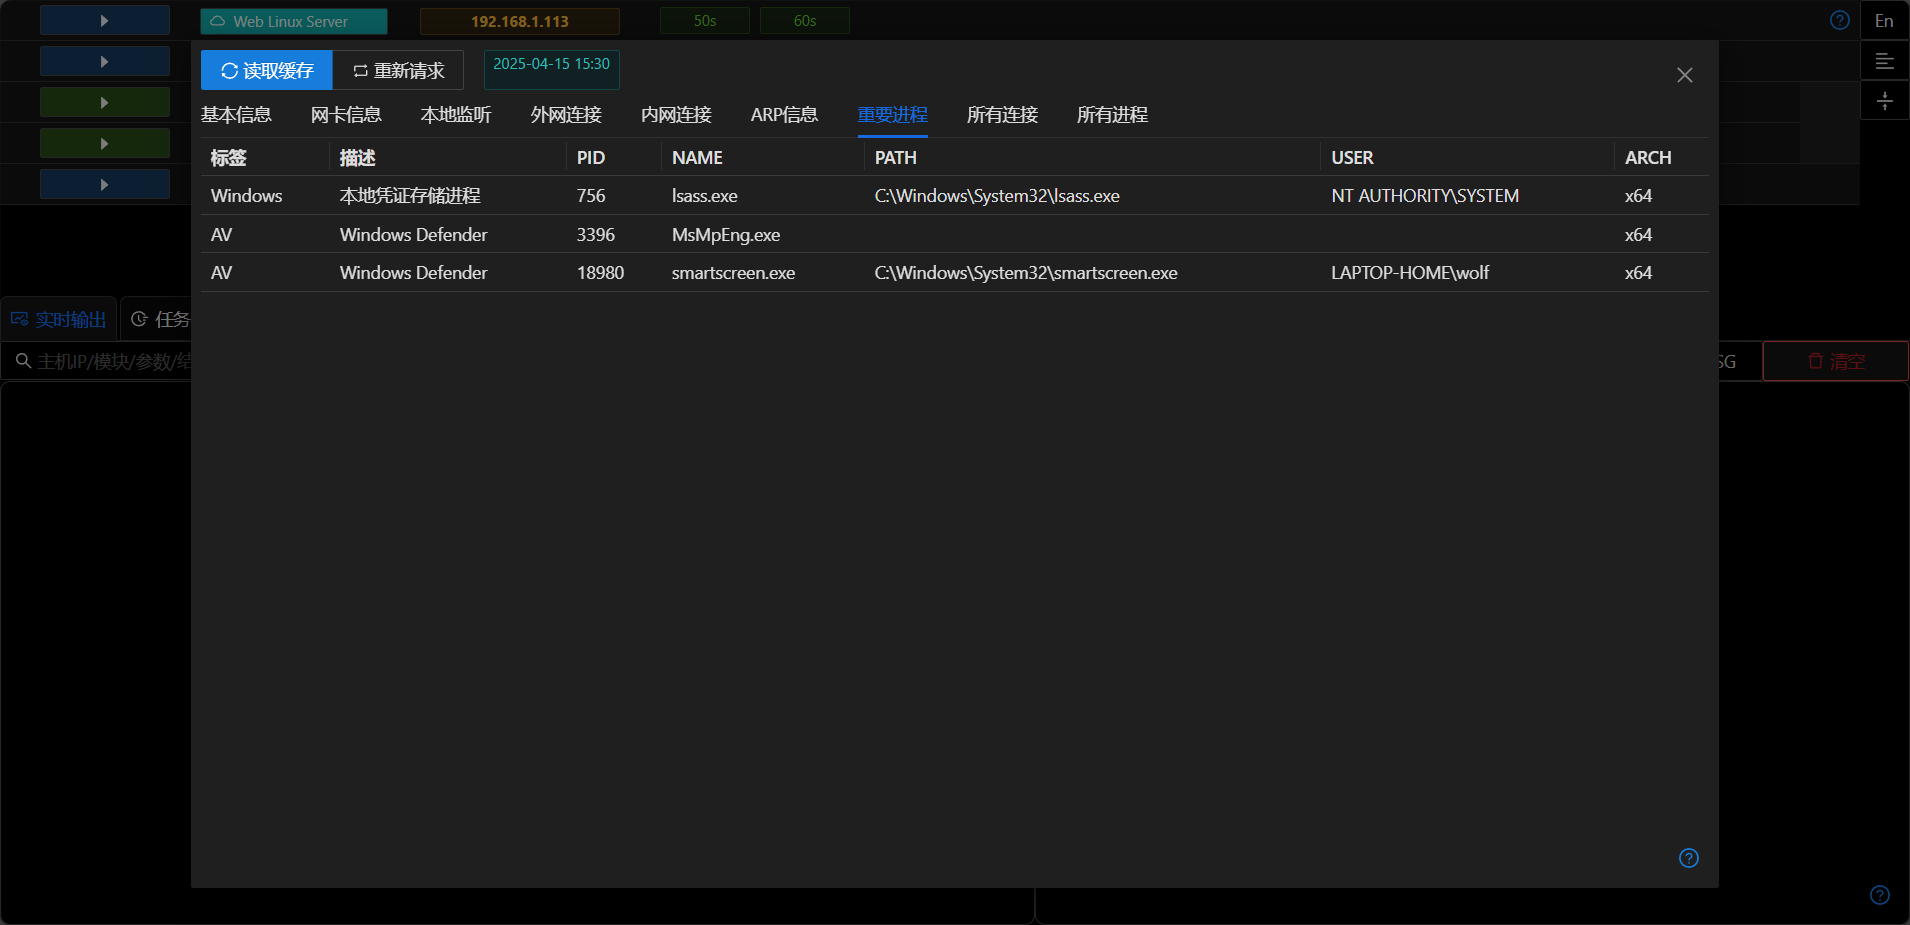 Web Linux Server 192.168.1.113 50s 60s En
读取缓存 重新请求 2025-04-15 15:30
基本信息 网卡信息 本地监听 外网连接 内网连接 ARP信息 重要进程 所有连接 所有进程
标签 描述 PID NAME PATH USER ARCH
Windows 本地凭证存储进程 756 lsass.exe C:\Windows\System32\lsass.exe NT AUTHORITY\SYSTEM x64
AV Windows Defender 3396 MsMpEng.exe x64
AV Windows Defender 18980 smartscreen.exe C:\Windows\System32\smartscreen.exe LAPTOP-HOME\wolf x64
实时输出 任务
主机IP/模块/参数/结 SG 清空